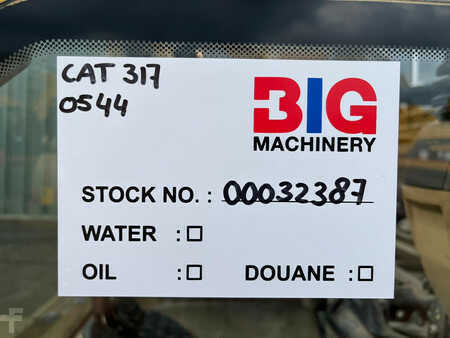 CAT 317
0544
BIG
MACHINERY
STOCK NO. : 00032387
WATER : ☐
OIL : ☐ DOUANE : ☐